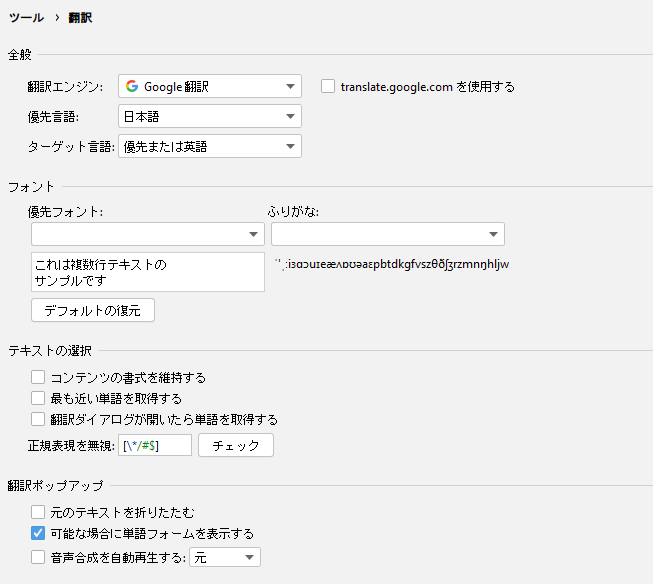 ツール › 翻訳
全般
翻訳エンジン: Google 翻訳 translate.google.com を使用する
優先言語: 日本語
ターゲット言語: 優先または英語
フォント
優先フォント: ふりがな:
これは複数行テキストの
サンプルです
ˈˌːiɜɑɔuɪeæʌɒʊəaɛpbtdkgfvszθðʃʒrzmnŋhljw
デフォルトの復元
テキストの選択
コンテンツの書式を維持する
最も近い単語を取得する
翻訳ダイアログが開いたら単語を取得する
正規表現を無視: [\*/#$] チェック
翻訳ポップアップ
元のテキストを折りたたむ
可能な場合に単語フォームを表示する
音声合成を自動再生する: 元